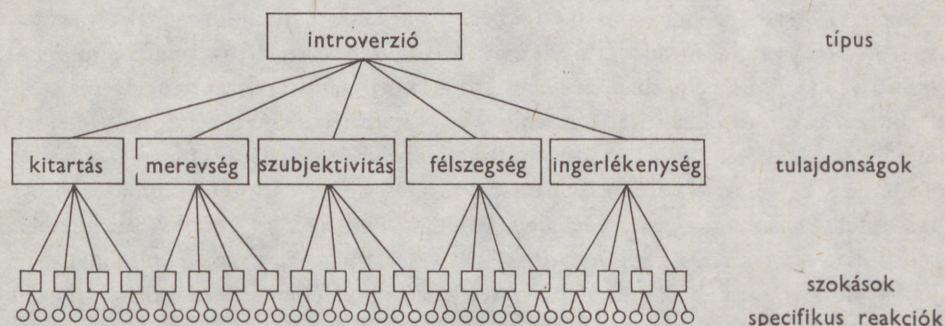 introverzió típus
kitartás merevség szubjektivitás félszegség ingerlékenység tulajdonságok
szokások
specifikus reakciók